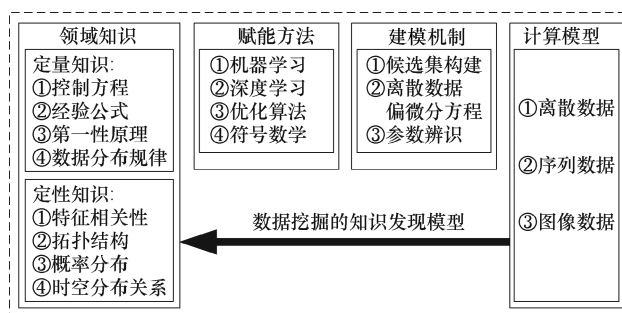 领域知识
定量知识:
①控制方程
②经验公式
③第一性原理
④数据分布规律
定性知识:
①特征相关性
②拓扑结构
③概率分布
④时空分布关系
赋能方法
①机器学习
②深度学习
③优化算法
④符号数学
建模机制
①候选集构建
②离散数据
偏微分方程
③参数辨识
计算模型
①离散数据
②序列数据
③图像数据
数据挖掘的知识发现模型